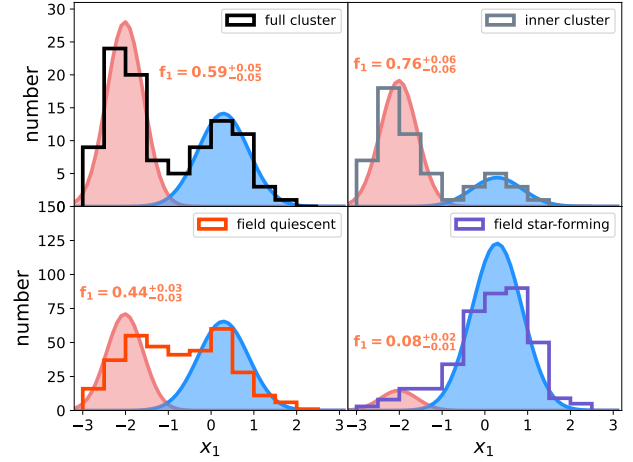 full cluster
inner cluster
f₁ = 0.59⁺⁰·⁰⁵₋₀.₀₅
f₁ = 0.76⁺⁰·⁰⁶₋₀.₀₆
number
30
25
20
15
10
5
0
field quiescent
field star-forming
f₁ = 0.44⁺⁰·⁰³₋₀.₀₃
f₁ = 0.08⁺⁰·⁰²₋₀.₀₁
number
150
125
100
75
50
25
0
−3 −2 −1 0 1 2 3
−3 −2 −1 0 1 2 3
x₁
x₁